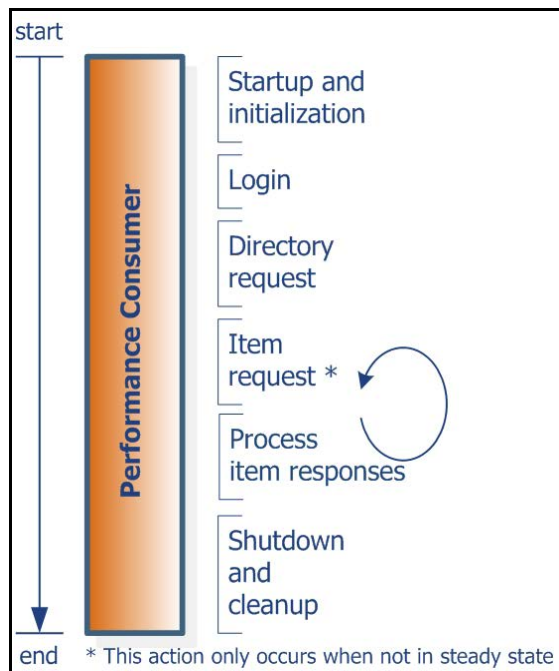 start
Performance Consumer
Startup and
initialization
Login
Directory
request
Item
request *
Process
item responses
Shutdown
and
cleanup
end
* This action only occurs when not in steady state